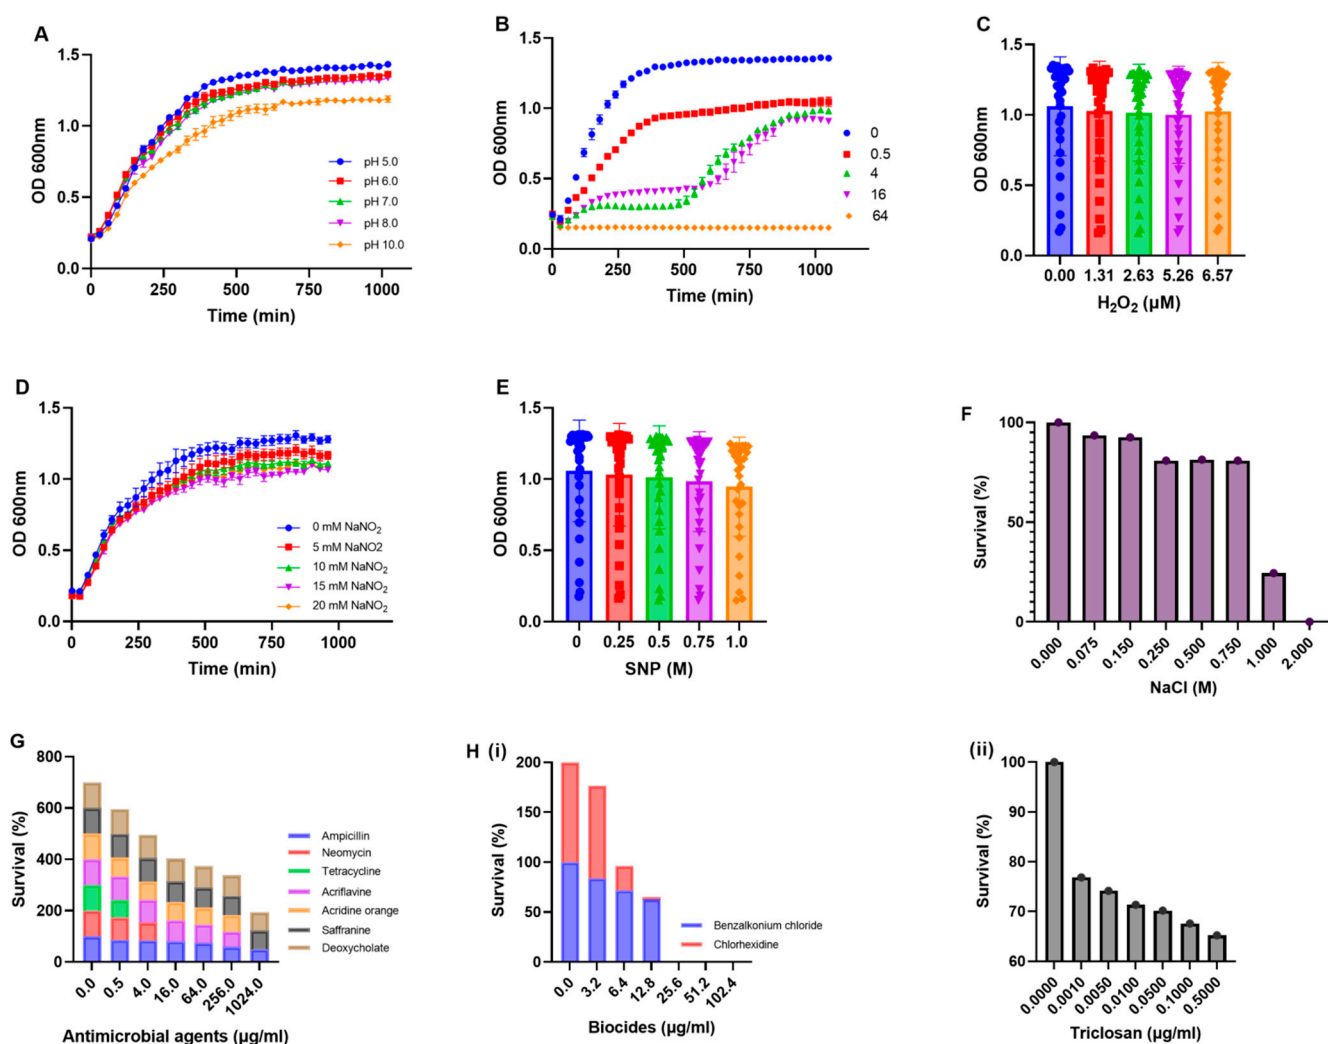 A
1.5
1.0
0.5
0.0
OD 600nm
pH 5.0
pH 6.0
pH 7.0
pH 8.0
pH 10.0
0 250 500 750 1000
Time (min)
B
1.5
1.0
0.5
0.0
OD 600nm
0
0.5
4
16
64
0 250 500 750 1000
Time (min)
C
1.5
1.0
0.5
0.0
OD 600nm
0.00 1.31 2.63 5.26 6.57
H₂O₂ (µM)
D
1.5
1.0
0.5
0.0
OD 600nm
0 mM NaNO₂
5 mM NaNO2
10 mM NaNO₂
15 mM NaNO₂
20 mM NaNO₂
0 250 500 750 1000
Time (min)
E
1.5
1.0
0.5
0.0
OD 600nm
0 0.25 0.5 0.75 1.0
SNP (M)
F
100
50
0
Survival (%)
0.000 0.075 0.150 0.250 0.500 0.750 1.000 2.000
NaCl (M)
G
800
600
400
200
0
Survival (%)
Ampicillin
Neomycin
Tetracycline
Acriflavine
Acridine orange
Saffranine
Deoxycholate
0.0 0.5 4.0 16.0 64.0 256.0 1024.0
Antimicrobial agents (µg/ml)
H (i)
200
150
100
50
0
Survival (%)
Benzalkonium chloride
Chlorhexidine
0.0 3.2 6.4 12.8 25.6 51.2 102.4
Biocides (µg/ml)
(ii)
100
90
80
70
60
Survival (%)
0.0000 0.0010 0.0050 0.0100 0.0500 0.1000 0.5000
Triclosan (µg/ml)